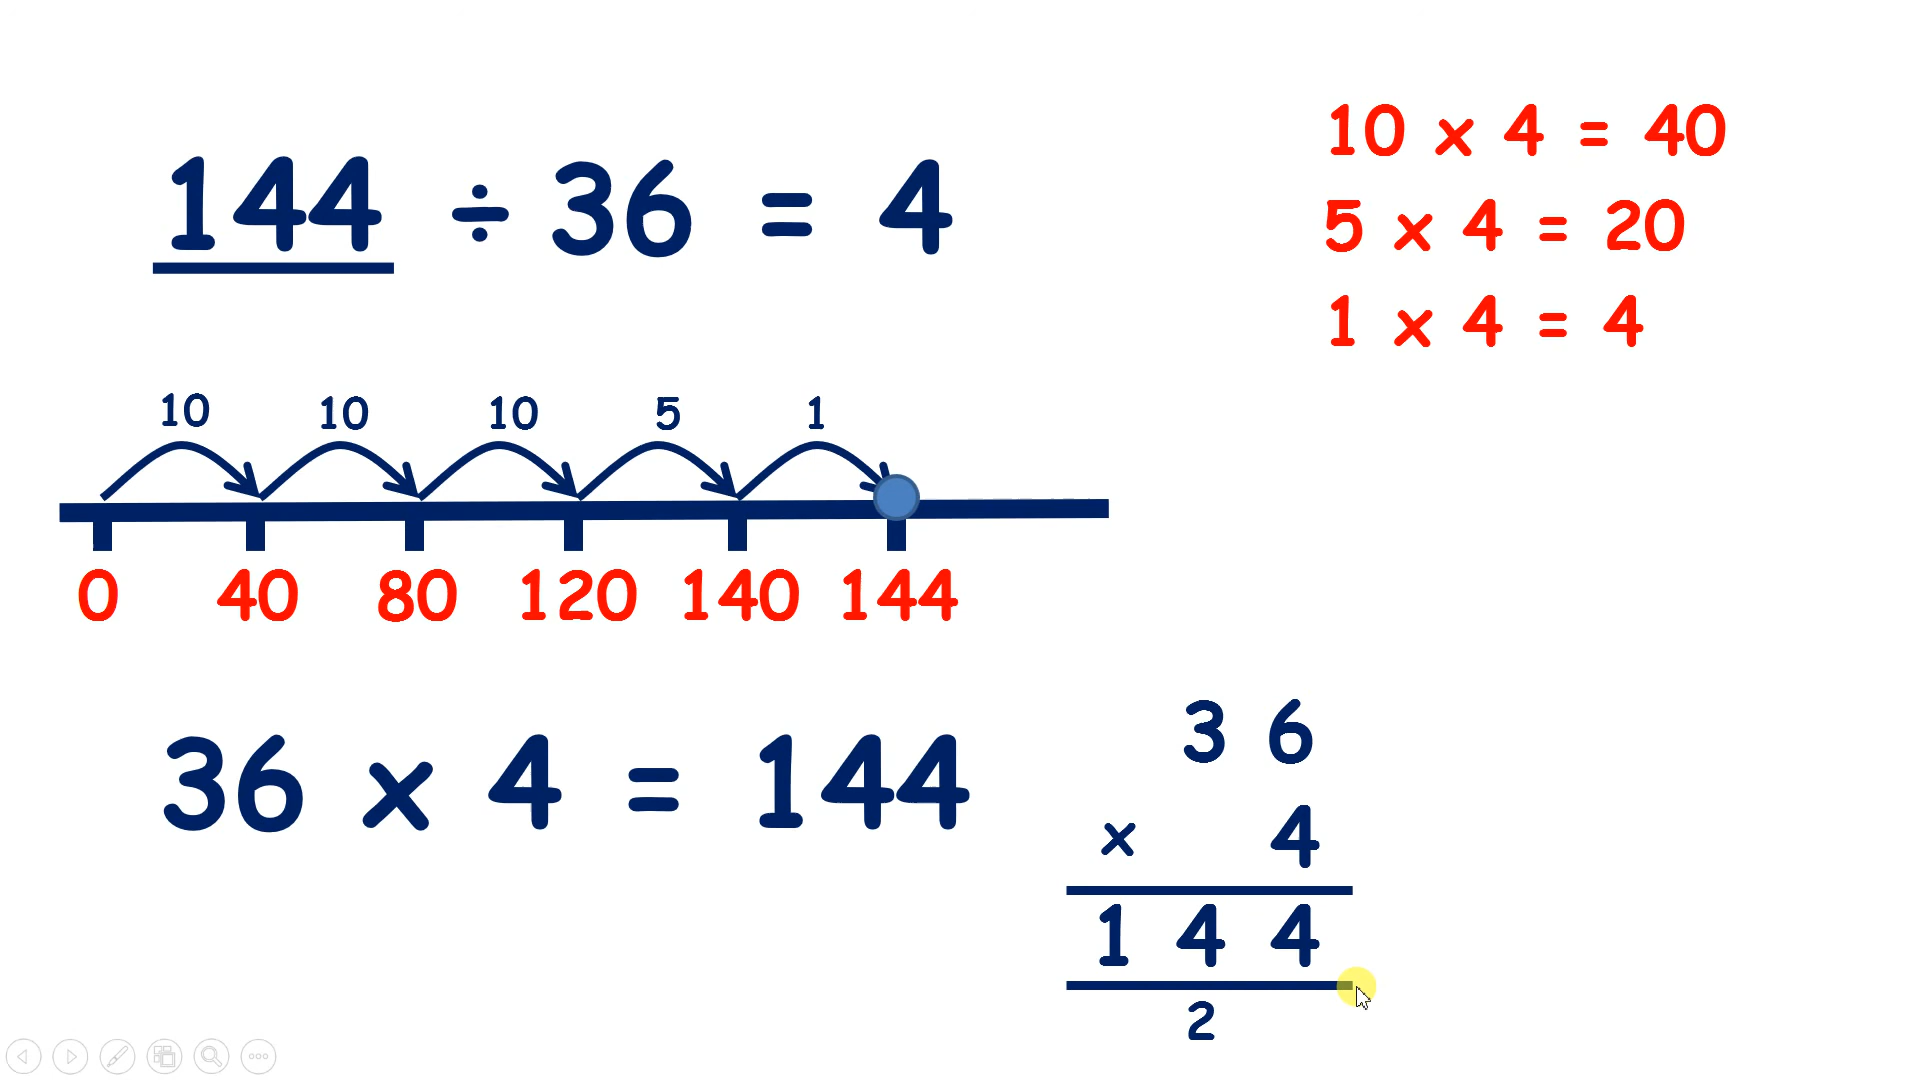 144 ÷ 36 = 4
10 x 4 = 40
5 x 4 = 20
1 x 4 = 4
10 10 10 5 1
0 40 80 120 140 144
36 x 4 = 144
3 6
x 4
1 4 4
2